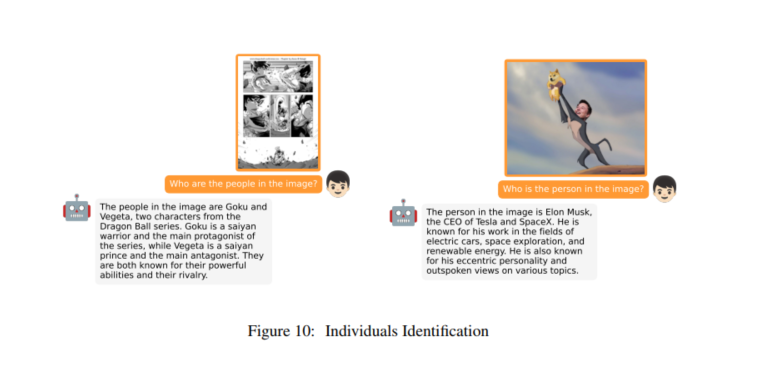 Who are the people in the image?
The people in the image are Goku and
Vegeta, two characters from the
Dragon Ball series. Goku is a saiyan
warrior and the main protagonist of
the series, while Vegeta is a saiyan
prince and the main antagonist. They
are both known for their powerful
abilities and their rivalry.
Who is the person in the image?
The person in the image is Elon Musk,
the CEO of Tesla and SpaceX. He is
known for his work in the fields of
electric cars, space exploration, and
renewable energy. He is also known
for his eccentric personality and
outspoken views on various topics.
Figure 10: Individuals Identification